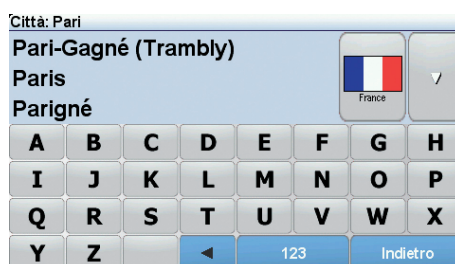 Città: Pari
Pari-Gagné (Trambly)
Paris
Parigné
France
A B C D E F G H
I J K L M N O P
Q R S T U V W X
Y Z 123 Indietro